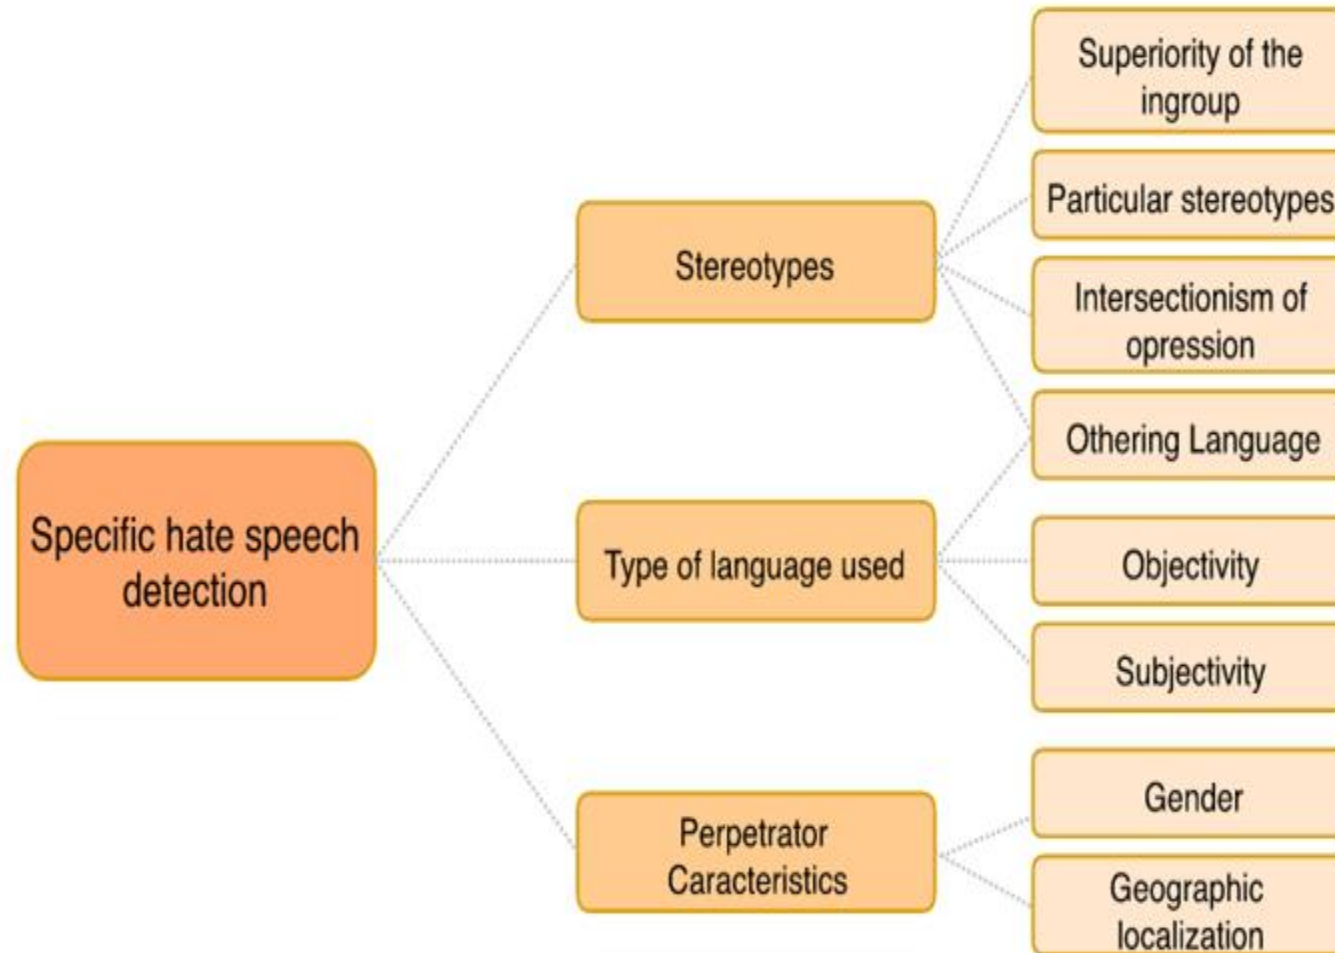 Superiority of the
ingroup
Particular stereotypes
Stereotypes
Intersectionism of
opression
Othering Language
Specific hate speech
detection
Type of language used
Objectivity
Subjectivity
Gender
Perpetrator
Caracteristics
Geographic
localization